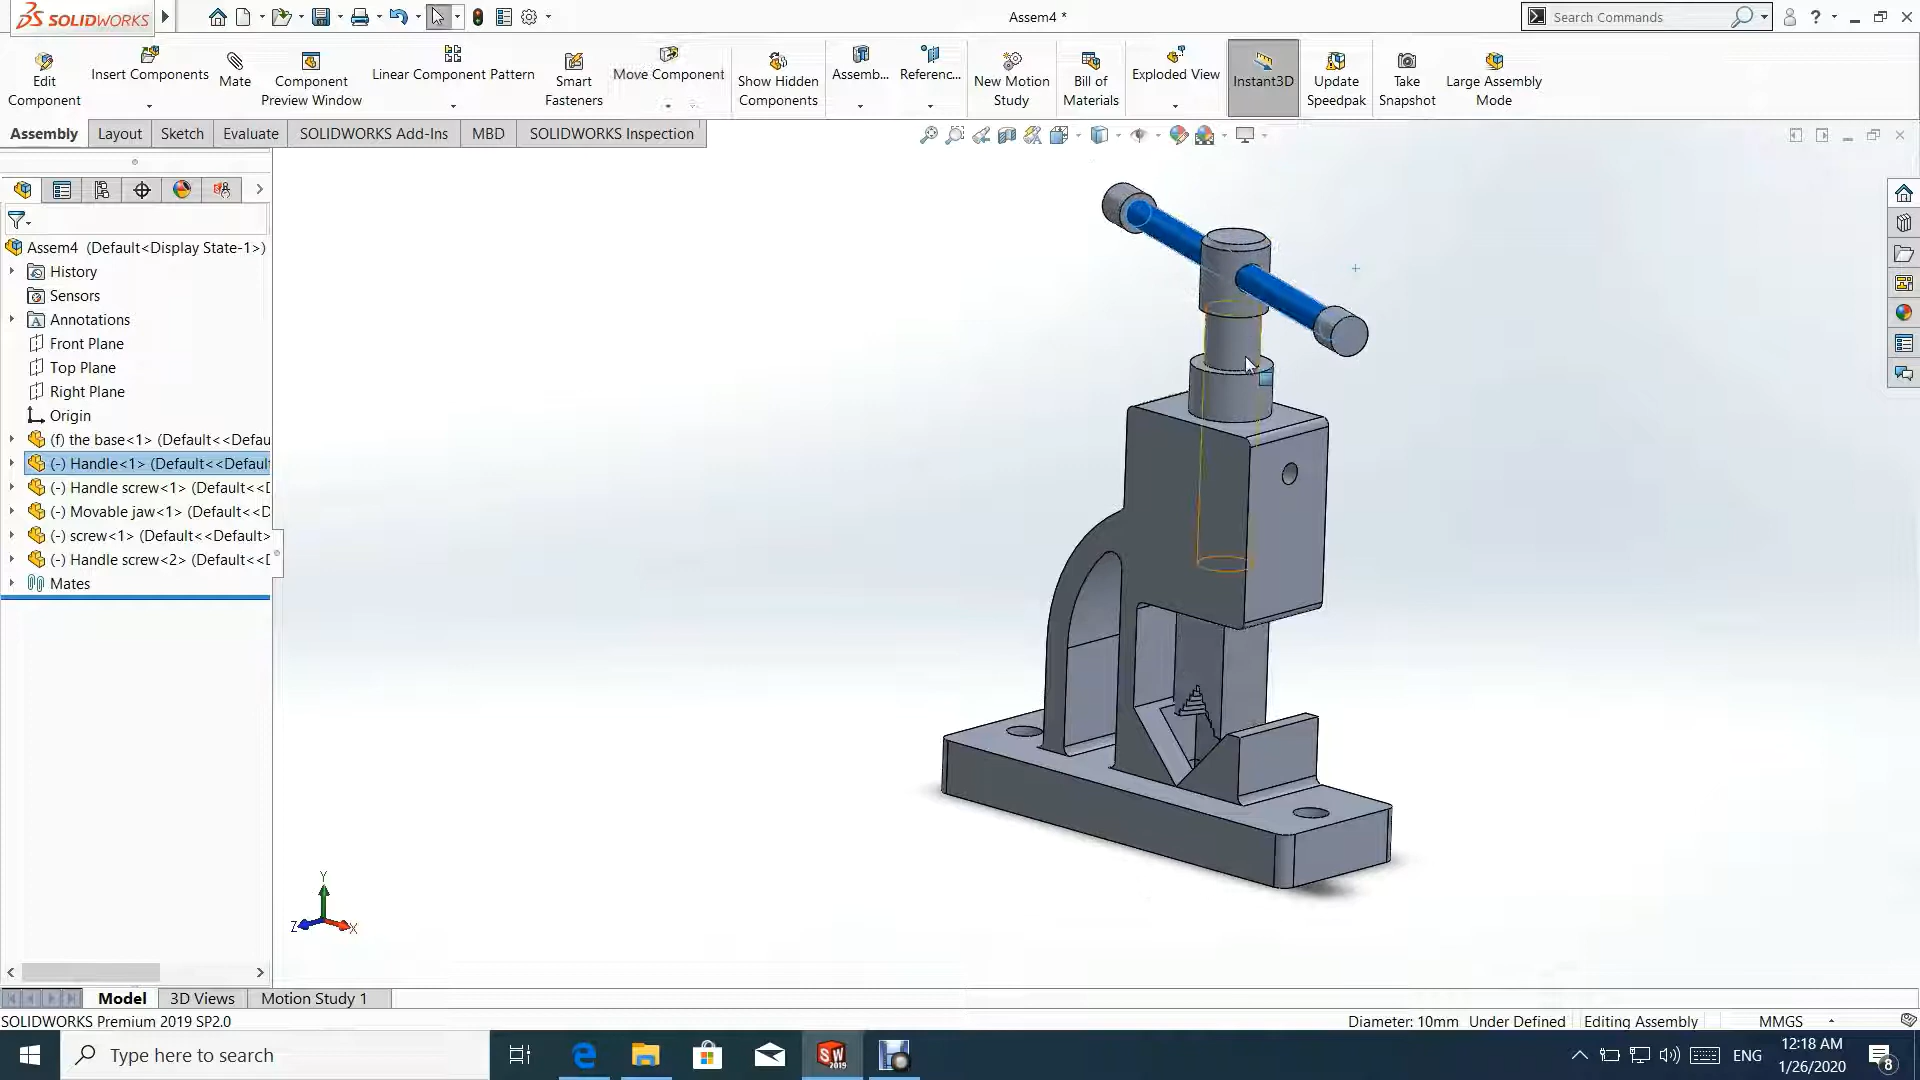 SOLIDWORKS
Assem4 *
Search Commands
Edit Component
Insert Components
Mate
Component Preview Window
Linear Component Pattern
Smart Fasteners
Move Component
Show Hidden Components
Assemb...
Referenc...
New Motion Study
Bill of Materials
Exploded View
Instant3D
Update Speedpak
Take Snapshot
Large Assembly Mode
Assembly
Layout
Sketch
Evaluate
SOLIDWORKS Add-Ins
MBD
SOLIDWORKS Inspection
Assem4 (Default<Display State-1>)
History
Sensors
Annotations
Front Plane
Top Plane
Right Plane
Origin
(f) the base<1> (Default<<Defau
(-) Handle<1> (Default<<Default
(-) Handle screw<1> (Default<<D
(-) Movable jaw<1> (Default<<D
(-) screw<1> (Default<<Default>
(-) Handle screw<2> (Default<<D
Mates
Y
Z
X
Model
3D Views
Motion Study 1
SOLIDWORKS Premium 2019 SP2.0
Diameter: 10mm Under Defined Editing Assembly MMGS
Type here to search
SW 2019
ENG
12:18 AM
1/26/2020
8